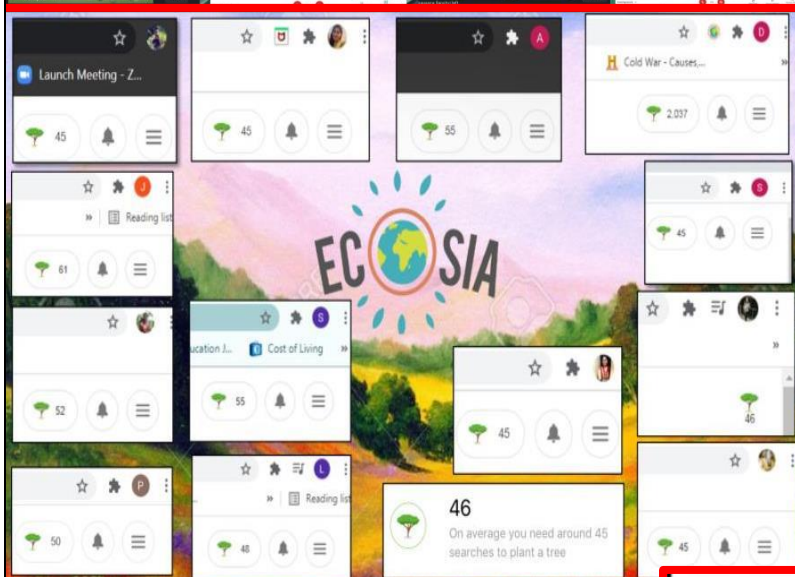 Launch Meeting - Z...
45
45
A
55
D
Cold War - Causes,...
»
2,037
J
» Reading list
61
ECOSIA
S
45
52
S
ucation J... Cost of Living »
55
45
»
46
P
50
L
» Reading list
48
46
On average you need around 45
searches to plant a tree
45